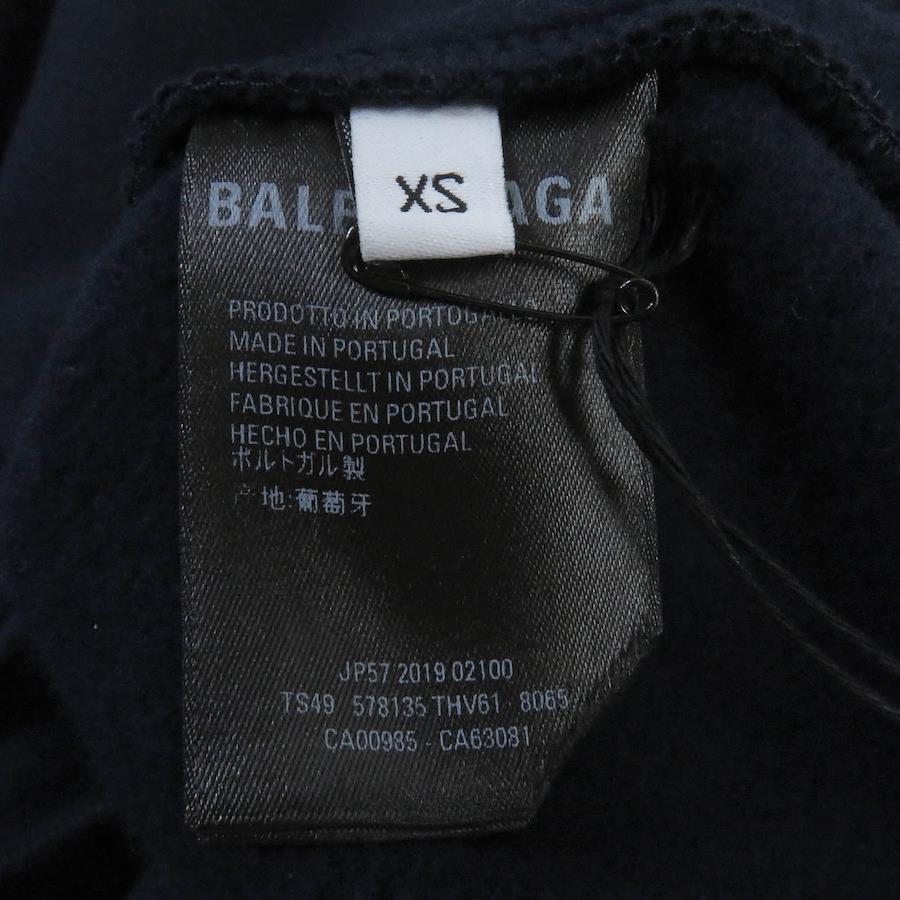 XS
BALE AGA
PRODOTTO IN PORTOGALLO
MADE IN PORTUGAL
HERGESTELLT IN PORTUGAL
FABRIQUE EN PORTUGAL
HECHO EN PORTUGAL
ポルトガル製
产地:葡萄牙
JP57 2019 02100
TS49 578135 THV61 8065
CA00985 - CA63081